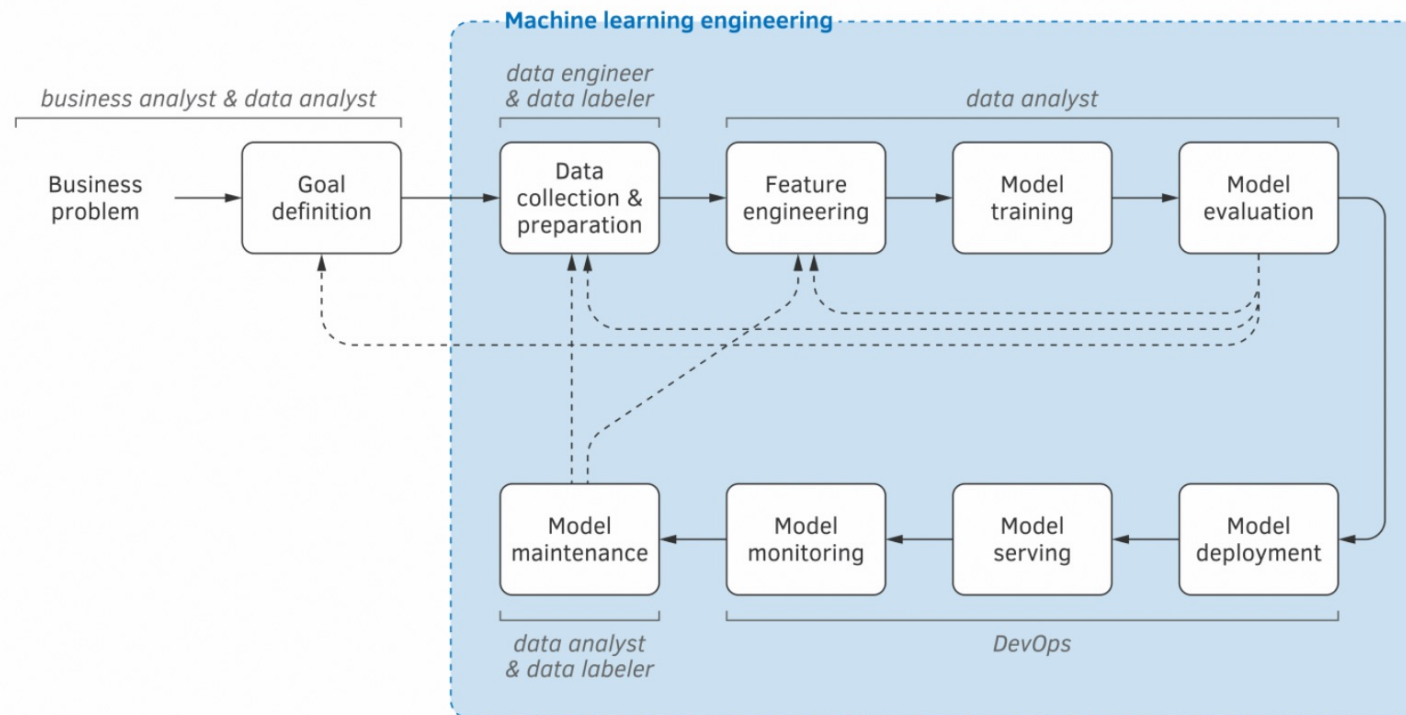 Machine learning engineering
business analyst & data analyst
data engineer
& data labeler
data analyst
Business
problem
Goal
definition
Data
collection &
preparation
Feature
engineering
Model
training
Model
evaluation
Model
maintenance
Model
monitoring
Model
serving
Model
deployment
data analyst
& data labeler
DevOps